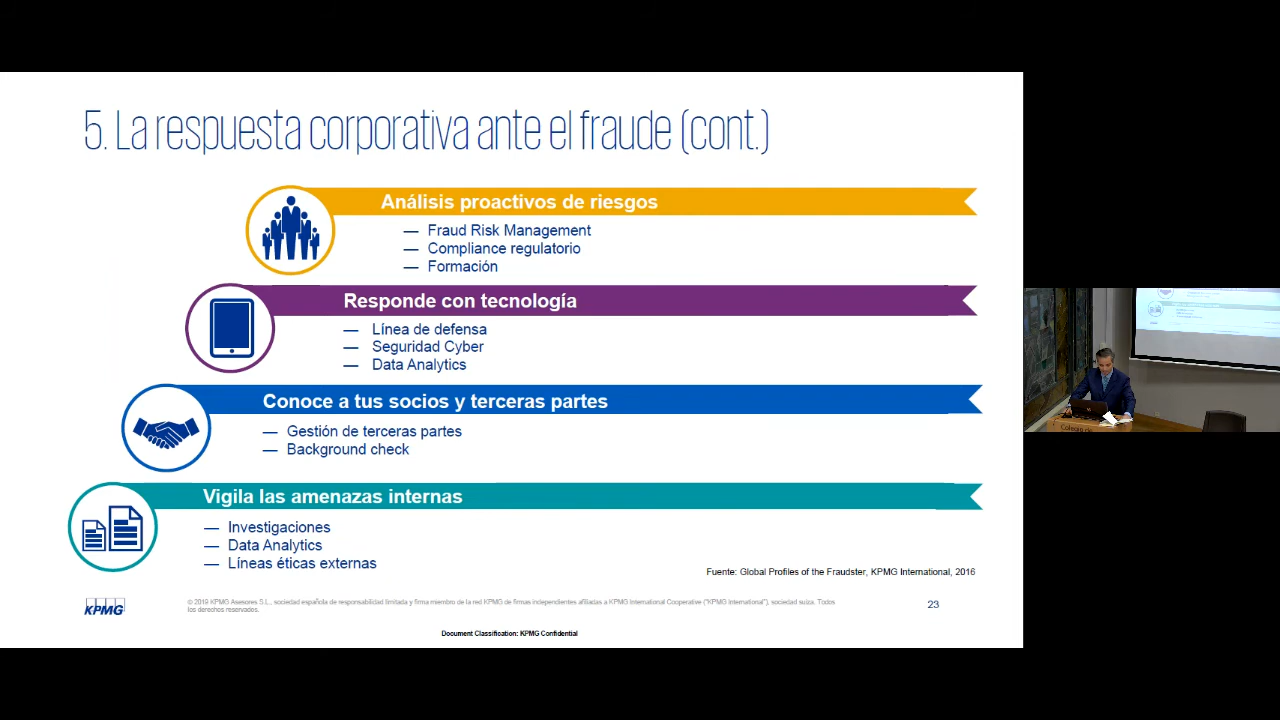 5. La respuesta corporativa ante el fraude (cont.)
Análisis proactivos de riesgos
— Fraud Risk Management
— Compliance regulatorio
— Formación
Responde con tecnología
— Línea de defensa
— Seguridad Cyber
— Data Analytics
Conoce a tus socios y terceras partes
— Gestión de terceras partes
— Background check
Vigila las amenazas internas
— Investigaciones
— Data Analytics
— Líneas éticas externas
Fuente: Global Profiles of the Fraudster, KPMG International, 2016
KPMG
© 2019 KPMG Asesores S.L., sociedad española de responsabilidad limitada y firma miembro de la red KPMG de firmas independientes afiliadas a KPMG International Cooperative ("KPMG International"), sociedad suiza. Todos
los derechos reservados.
23
Document Classification: KPMG Confidential